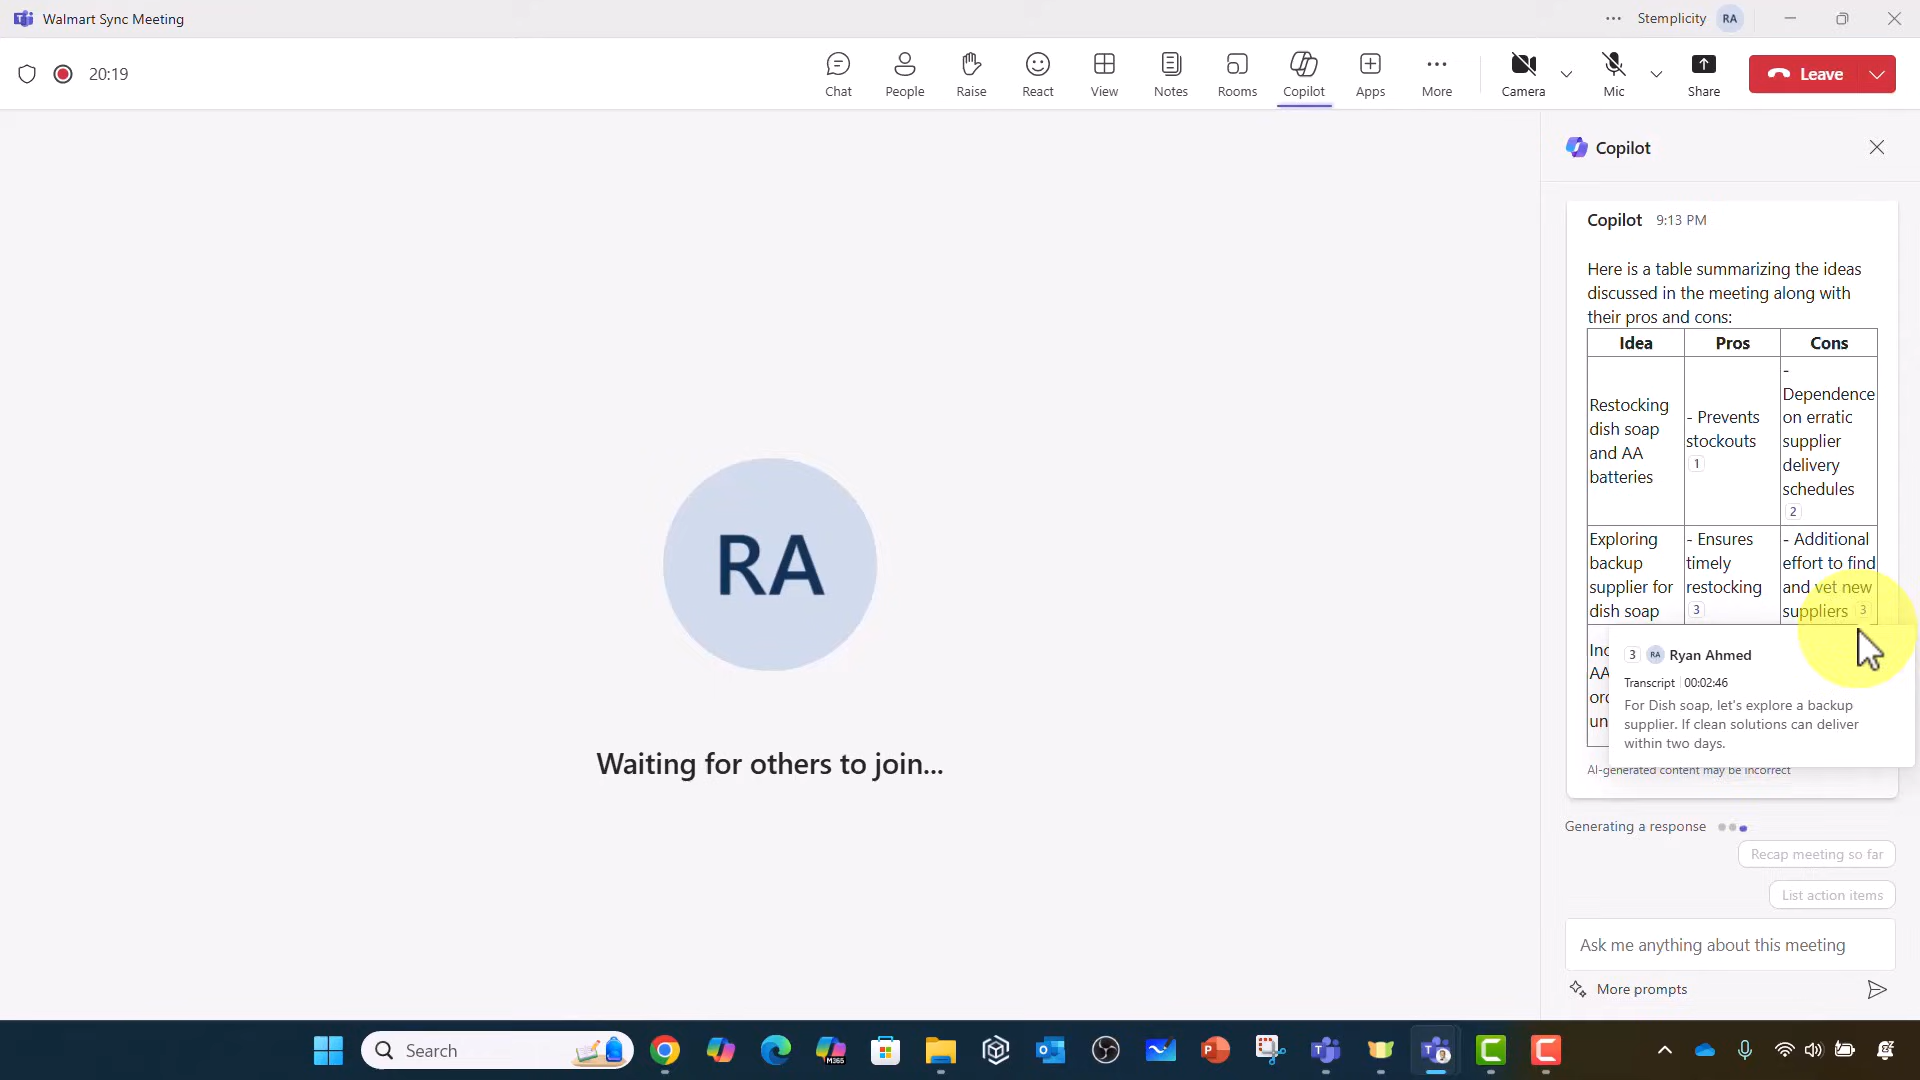 Walmart Sync Meeting
Stemplicity RA
20:19
Chat
People
Raise
React
View
Notes
Rooms
Copilot
Apps
More
Camera
Mic
Share
Leave
Copilot
Copilot 9:13 PM
Here is a table summarizing the ideas
discussed in the meeting along with
their pros and cons:
Idea Pros Cons
Restocking
dish soap
and AA
batteries
- Prevents
stockouts
1
-
Dependence
on erratic
supplier
delivery
schedules
2
Exploring
backup
supplier for
dish soap
- Ensures
timely
restocking
3
- Additional
effort to find
and vet new
suppliers 3
AA
un
3 RA Ryan Ahmed
Transcript 00:02:46
For Dish soap, let's explore a backup
supplier. If clean solutions can deliver
within two days.
AI-generated content may be incorrect
Generating a response
Recap meeting so far
List action items
Ask me anything about this meeting
More prompts
RA
Waiting for others to join...
Search
M365